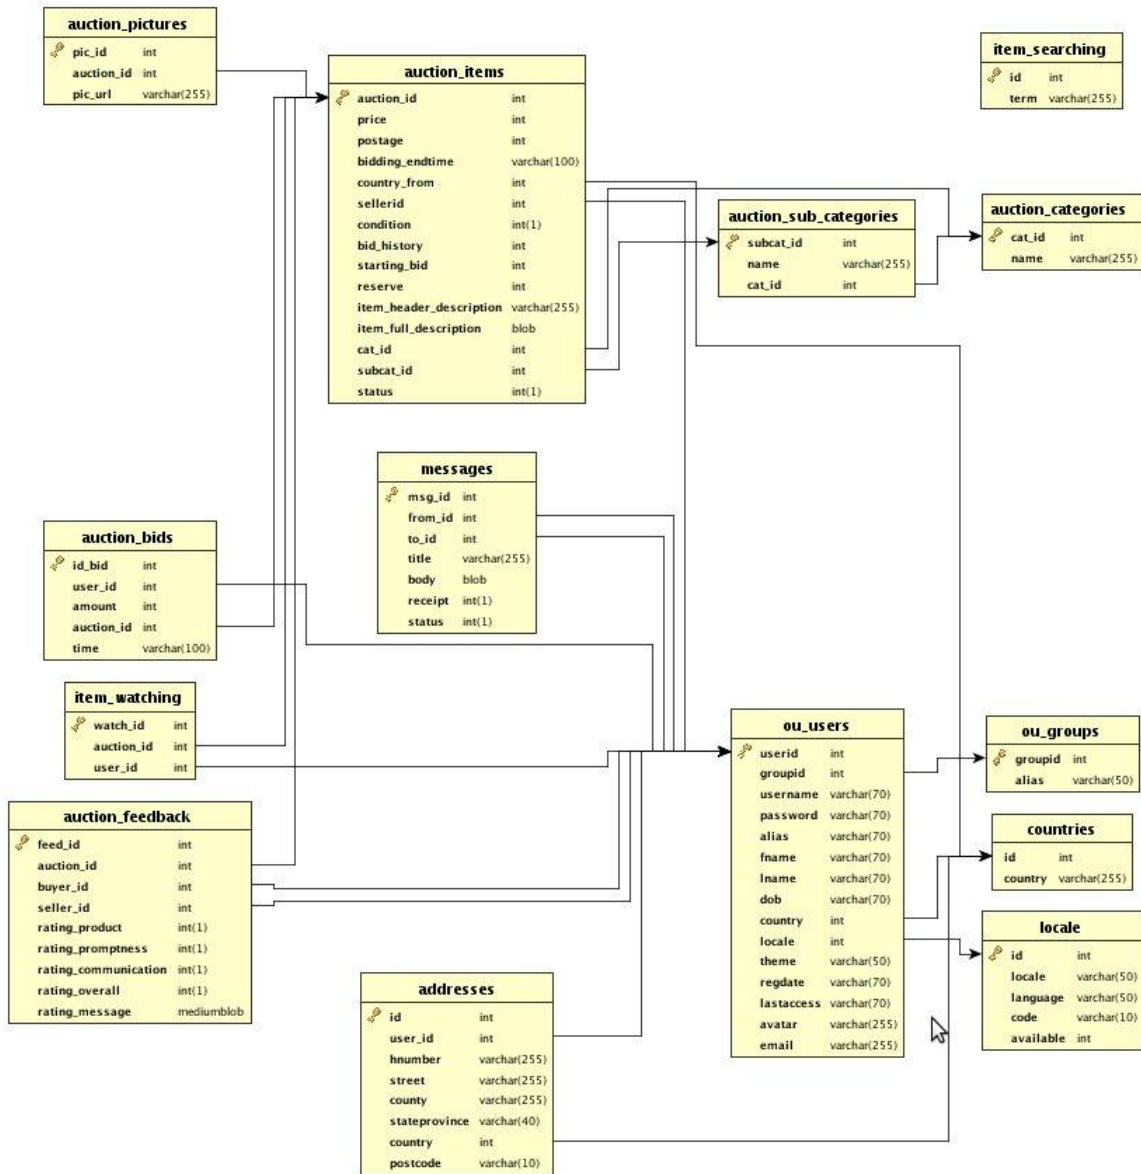 auction_pictures
pic_id int
auction_id int
pic_url varchar(255)
auction_items
auction_id int
price int
postage int
bidding_endtime varchar(100)
country_from int
sellerid int
condition int(1)
bid_history int
starting_bid int
reserve int
item_header_description varchar(255)
item_full_description blob
cat_id int
subcat_id int
status int(1)
item_searching
id int
term varchar(255)
auction_sub_categories
subcat_id int
name varchar(255)
cat_id int
auction_categories
cat_id int
name varchar(255)
messages
msg_id int
from_id int
to_id int
title varchar(255)
body blob
receipt int(1)
status int(1)
auction_bids
id_bid int
user_id int
amount int
auction_id int
time varchar(100)
item_watching
watch_id int
auction_id int
user_id int
auction_feedback
feed_id int
auction_id int
buyer_id int
seller_id int
rating_product int(1)
rating_promptness int(1)
rating_communication int(1)
rating_overall int(1)
rating_message mediumblob
ou_users
userid int
groupid int
username varchar(70)
password varchar(70)
alias varchar(70)
fname varchar(70)
lname varchar(70)
dob varchar(70)
country int
locale int
theme varchar(50)
regdate varchar(70)
lastaccess varchar(70)
avatar varchar(255)
email varchar(255)
ou_groups
groupid int
alias varchar(50)
countries
id int
country varchar(255)
locale
id int
locale varchar(50)
language varchar(50)
code varchar(10)
available int
addresses
id int
user_id int
hnumber varchar(255)
street varchar(255)
county varchar(255)
stateprovince varchar(40)
country int
postcode varchar(10)